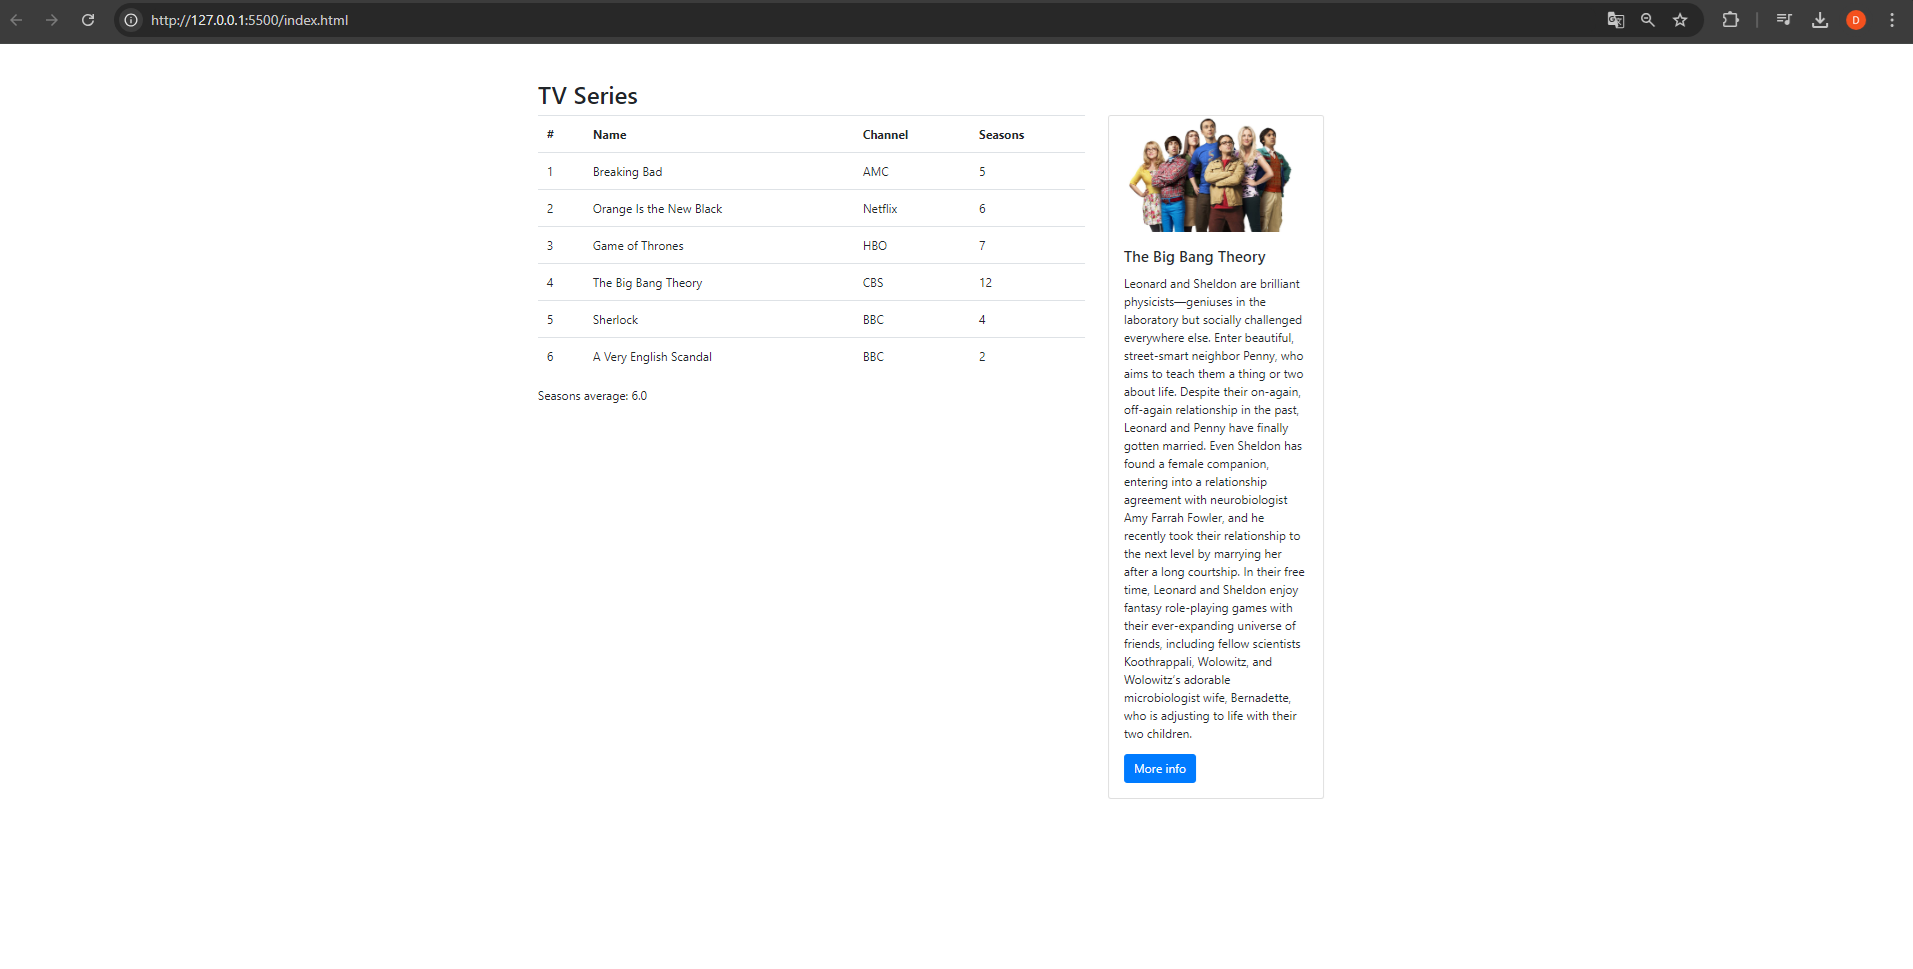 http://127.0.0.1:5500/index.html
D
TV Series
# Name Channel Seasons
1 Breaking Bad AMC 5
2 Orange Is the New Black Netflix 6
3 Game of Thrones HBO 7
4 The Big Bang Theory CBS 12
5 Sherlock BBC 4
6 A Very English Scandal BBC 2
Seasons average: 6.0
The Big Bang Theory
Leonard and Sheldon are brilliant
physicists—geniuses in the
laboratory but socially challenged
everywhere else. Enter beautiful,
street-smart neighbor Penny, who
aims to teach them a thing or two
about life. Despite their on-again,
off-again relationship in the past,
Leonard and Penny have finally
gotten married. Even Sheldon has
found a female companion,
entering into a relationship
agreement with neurobiologist
Amy Farrah Fowler, and he
recently took their relationship to
the next level by marrying her
after a long courtship. In their free
time, Leonard and Sheldon enjoy
fantasy role-playing games with
their ever-expanding universe of
friends, including fellow scientists
Koothrappali, Wolowitz, and
Wolowitz's adorable
microbiologist wife, Bernadette,
who is adjusting to life with their
two children.
More info